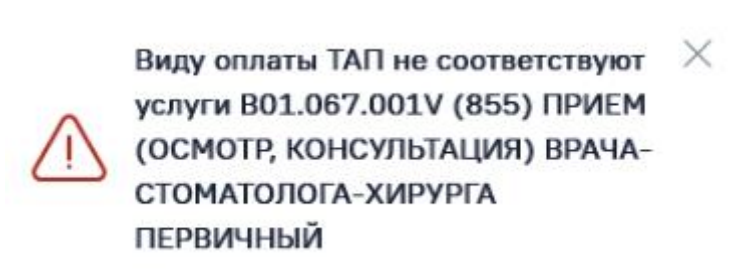 Виду оплаты ТАП не соответствуют
услуги B01.067.001V (855) ПРИЕМ
(ОСМОТР, КОНСУЛЬТАЦИЯ) ВРАЧА-
СТОМАТОЛОГА-ХИРУРГА
ПЕРВИЧНЫЙ